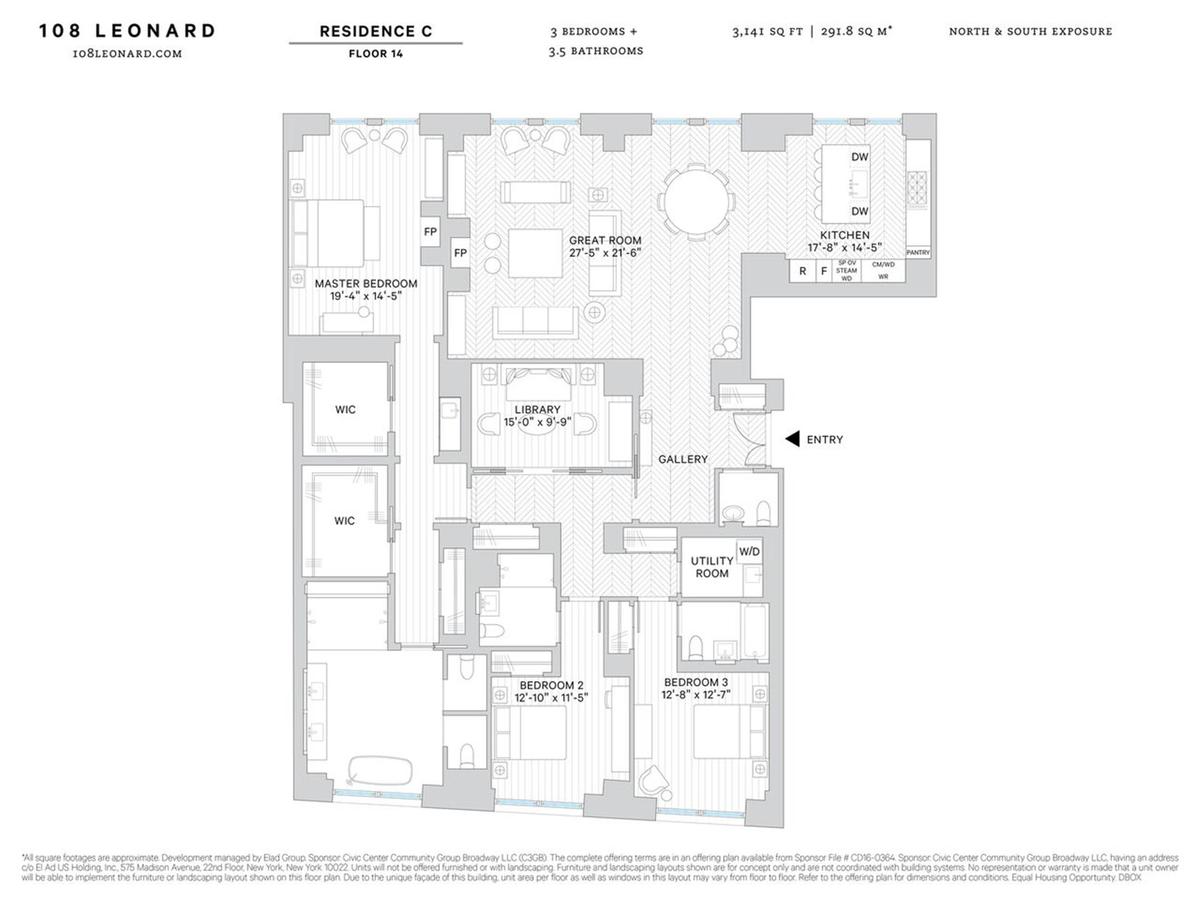 108 LEONARD
108LEONARD.COM
RESIDENCE C
FLOOR 14
3 BEDROOMS +
3.5 BATHROOMS
3,141 SQ FT | 291.8 SQ M*
NORTH & SOUTH EXPOSURE
DW
DW
KITCHEN
17'-8" x 14'-5"
PANTRY
R
F
SP OV
STEAM
WD
CM/WD
WR
FP
FP
GREAT ROOM
27'-5" x 21'-6"
MASTER BEDROOM
19'-4" x 14'-5"
WIC
LIBRARY
15'-0" x 9'-9"
GALLERY
ENTRY
WIC
UTILITY
ROOM
W/D
BEDROOM 2
12'-10" x 11'-5"
BEDROOM 3
12'-8" x 12'-7"
*All square footages are approximate. Development managed by Elad Group. Sponsor: Civic Center Community Group Broadway LLC (C3GB). The complete offering terms are in an offering plan available from Sponsor File # CD16-0364. Sponsor: Civic Center Community Group Broadway LLC, having an address
c/o El Ad US Holding, Inc., 575 Madison Avenue, 22nd Floor, New York, New York 10022. Units will not be offered furnished or with landscaping. Furniture and landscaping layouts shown are for concept only and are not coordinated with building systems. No representation or warranty is made that a unit owner
will be able to implement the furniture or landscaping layout shown on this floor plan. Due to the unique façade of this building, unit area per floor as well as windows in this layout may vary from floor to floor. Refer to the offering plan for dimensions and conditions. Equal Housing Opportunity. DBOX